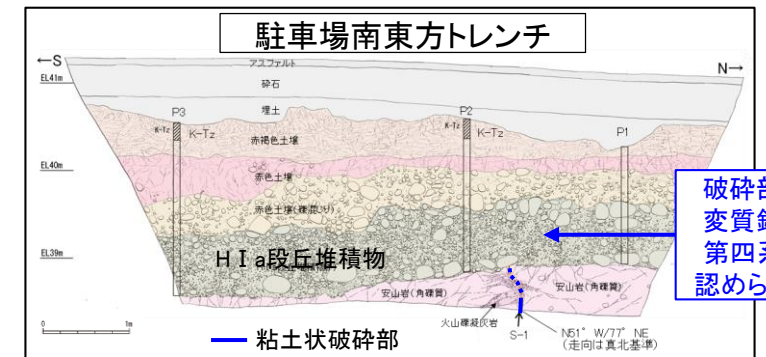 駐車場南東方トレンチ
←S
N→
アスファルト
EL41m
砕石
P3
埋土
P2
P1
K-Tz
K-Tz
K-Tz
K-Tz
赤褐色土壌
EL40m
赤色土壌
赤色土壌(礫混じり)
破砕部
変質鉱
第四系
認めら
EL39m
HⅠa段丘堆積物
安山岩(角礫質)
安山岩(角礫質)
火山礫凝灰岩
S-1
N51°W/77°NE
(走向は真北基準)
0
1m
粘土状破砕部